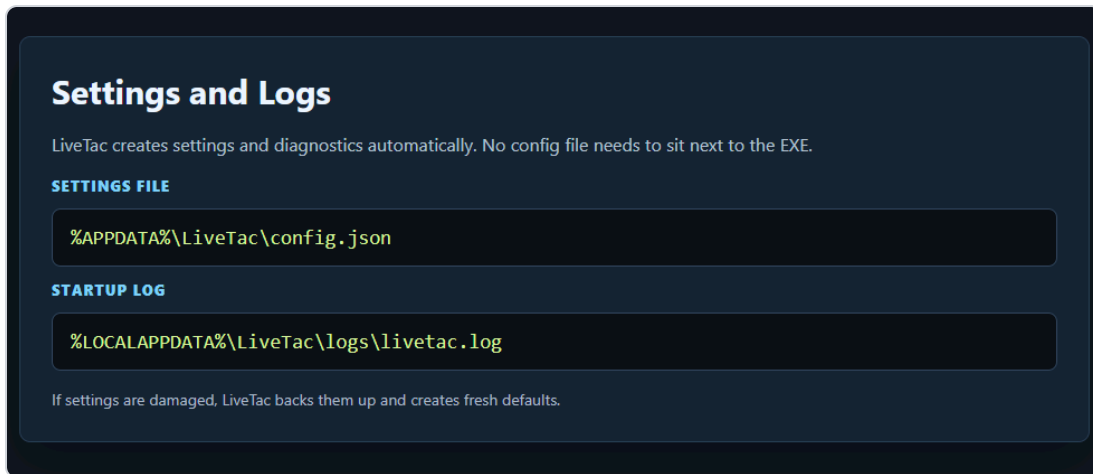 Settings and Logs
LiveTac creates settings and diagnostics automatically. No config file needs to sit next to the EXE.
SETTINGS FILE
%APPDATA%\LiveTac\config.json
STARTUP LOG
%LOCALAPPDATA%\LiveTac\logs\livetac.log
If settings are damaged, LiveTac backs them up and creates fresh defaults.